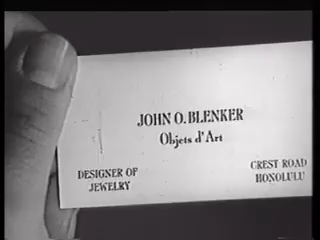 JOHN O. BLENKER
Objets d'Art
DESIGNER OF
JEWELRY
CREST ROAD
HONOLULU